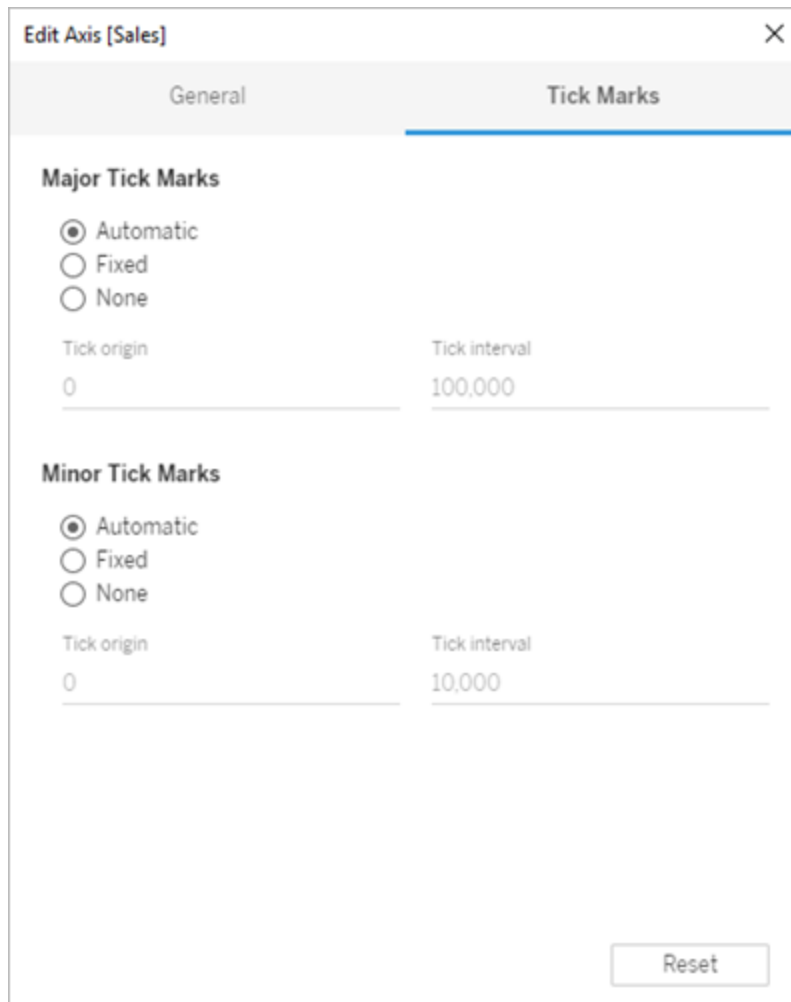 Edit Axis [Sales]
General Tick Marks
Major Tick Marks
Automatic
Fixed
None
Tick origin Tick interval
0 100,000
Minor Tick Marks
Automatic
Fixed
None
Tick origin Tick interval
0 10,000
Reset